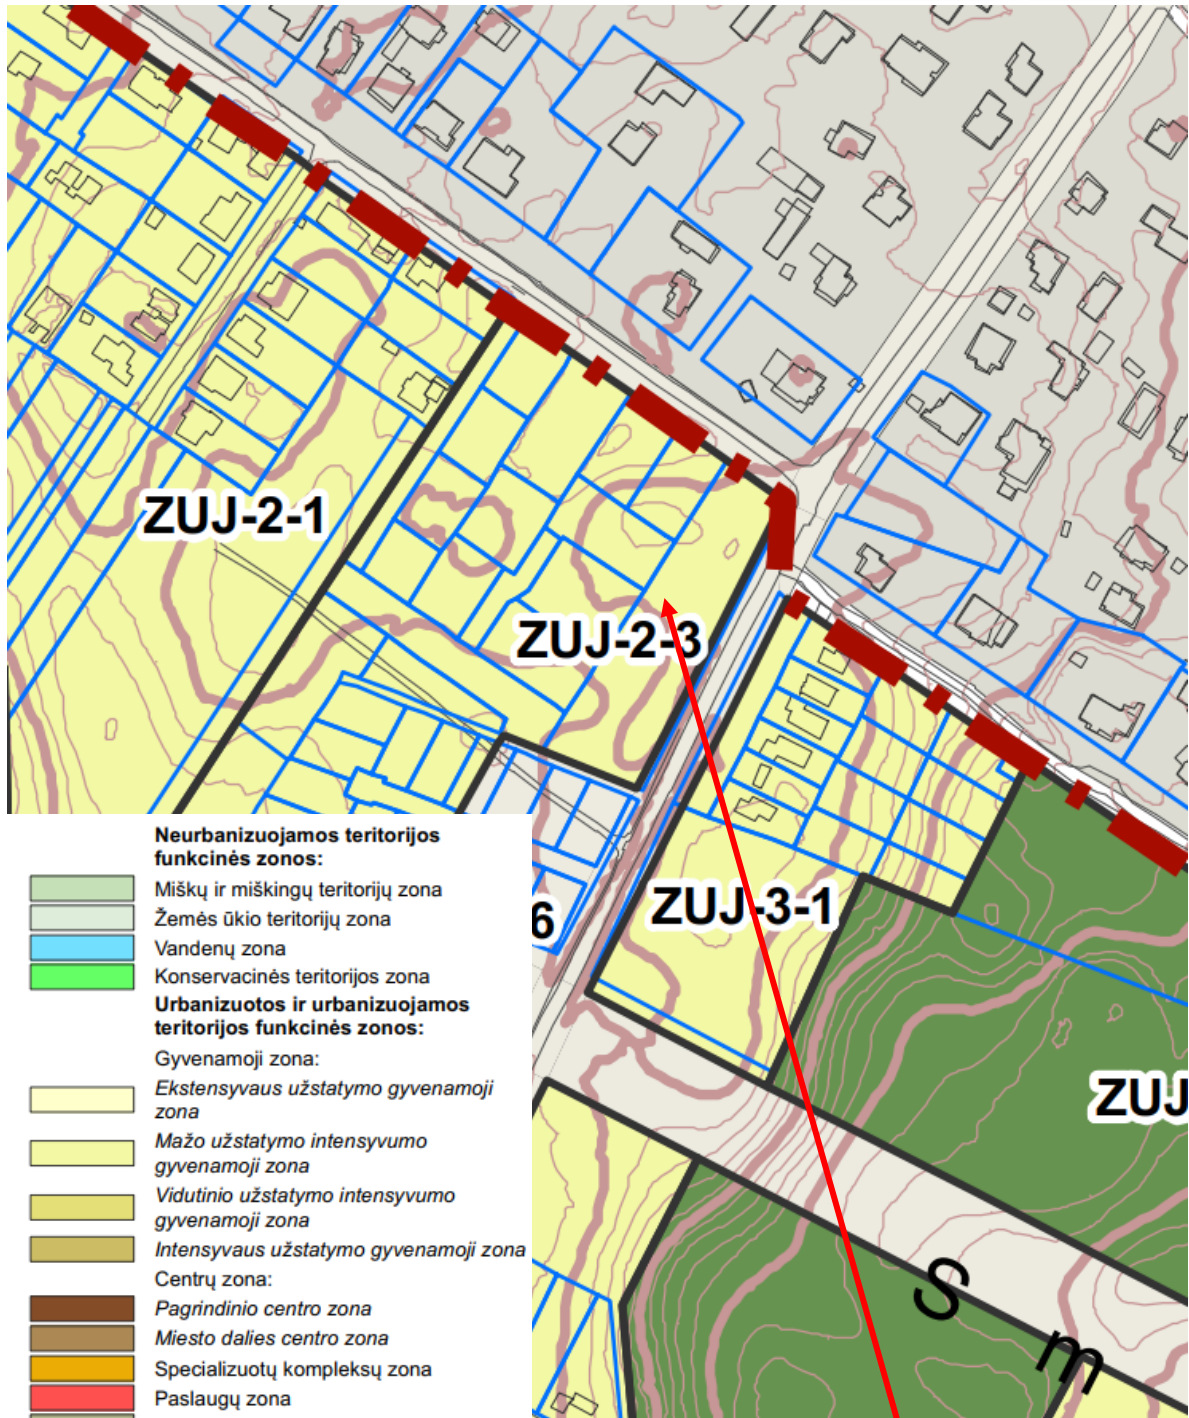 ZUJ-2-1
ZUJ-2-3
ZUJ-3-1
6
ZUJ
S
m
Neurbanizuojamos teritorijos
funkcinės zonos:
Miškų ir miškingų teritorijų zona
Žemės ūkio teritorijų zona
Vandenų zona
Konservacinės teritorijos zona
Urbanizuotos ir urbanizuojamos
teritorijos funkcinės zonos:
Gyvenamoji zona:
Ekstensyvaus užstatymo gyvenamoji
zona
Mažo užstatymo intensyvumo
gyvenamoji zona
Vidutinio užstatymo intensyvumo
gyvenamoji zona
Intensyvaus užstatymo gyvenamoji zona
Centrų zona:
Pagrindinio centro zona
Miesto dalies centro zona
Specializuotų kompleksų zona
Paslaugų zona